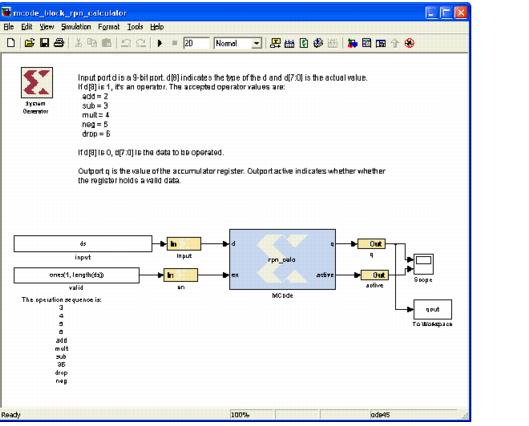 mcode_block_rpn_calculator
File Edit View Simulation Format Tools Help
20
Normal
System
Generator
Input port d is a 9-bit port. d[8] indicates the type of the d and d[7:0] is the actual value.
If d[8] is 1, it's an operator. The accepted operator values are:
add = 2
sub = 3
mult = 4
neg = 5
drop = 6
If d[8] is 0, d[7:0] is the data to be operated.
Outport q is the value of the accumulator register. Outport active indicates whether whether
the register holds a valid data.
ds
input
In
input
d
q
Out
q
rpn_calc
ones(1, length(ds))
valid
In
en
en
active
Out
active
MCode
Scope
qout
To Workspace
The operation sequence is:
3
4
5
6
add
mult
sub
35
drop
neg
Ready
100%
ode45